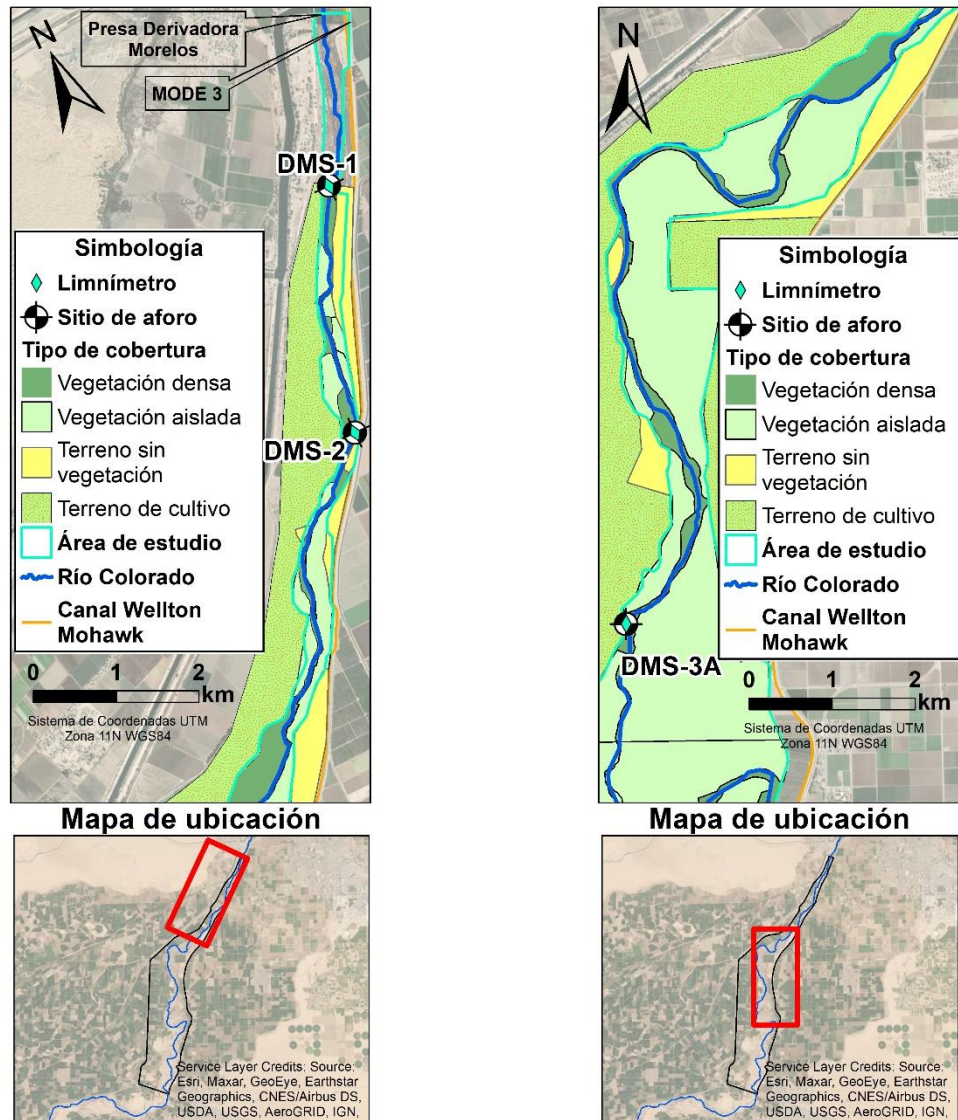 N
Presa Derivadora
Morelos
MODE 3
DMS-1
DMS-2
Simbología
Limnímetro
Sitio de aforo
Tipo de cobertura
Vegetación densa
Vegetación aislada
Terreno sin
vegetación
Terreno de cultivo
Área de estudio
Río Colorado
Canal Wellton
Mohawk
0 1 2
km
Sistema de Coordenadas UTM
Zona 11N WGS84
Mapa de ubicación
Service Layer Credits: Source:
Esri, Maxar, GeoEye, Earthstar
Geographics, CNES/Airbus DS,
USDA, USGS, AeroGRID, IGN,
N
Simbología
Limnímetro
Sitio de aforo
Tipo de cobertura
Vegetación densa
Vegetación aislada
Terreno sin
vegetación
Terreno de cultivo
Área de estudio
Río Colorado
Canal Wellton
Mohawk
DMS-3A
0 1 2
km
Sistema de Coordenadas UTM
Zona 11N WGS84
Mapa de ubicación
Service Layer Credits: Source:
Esri, Maxar, GeoEye, Earthstar
Geographics, CNES/Airbus DS,
USDA, USGS, AeroGRID, IGN,